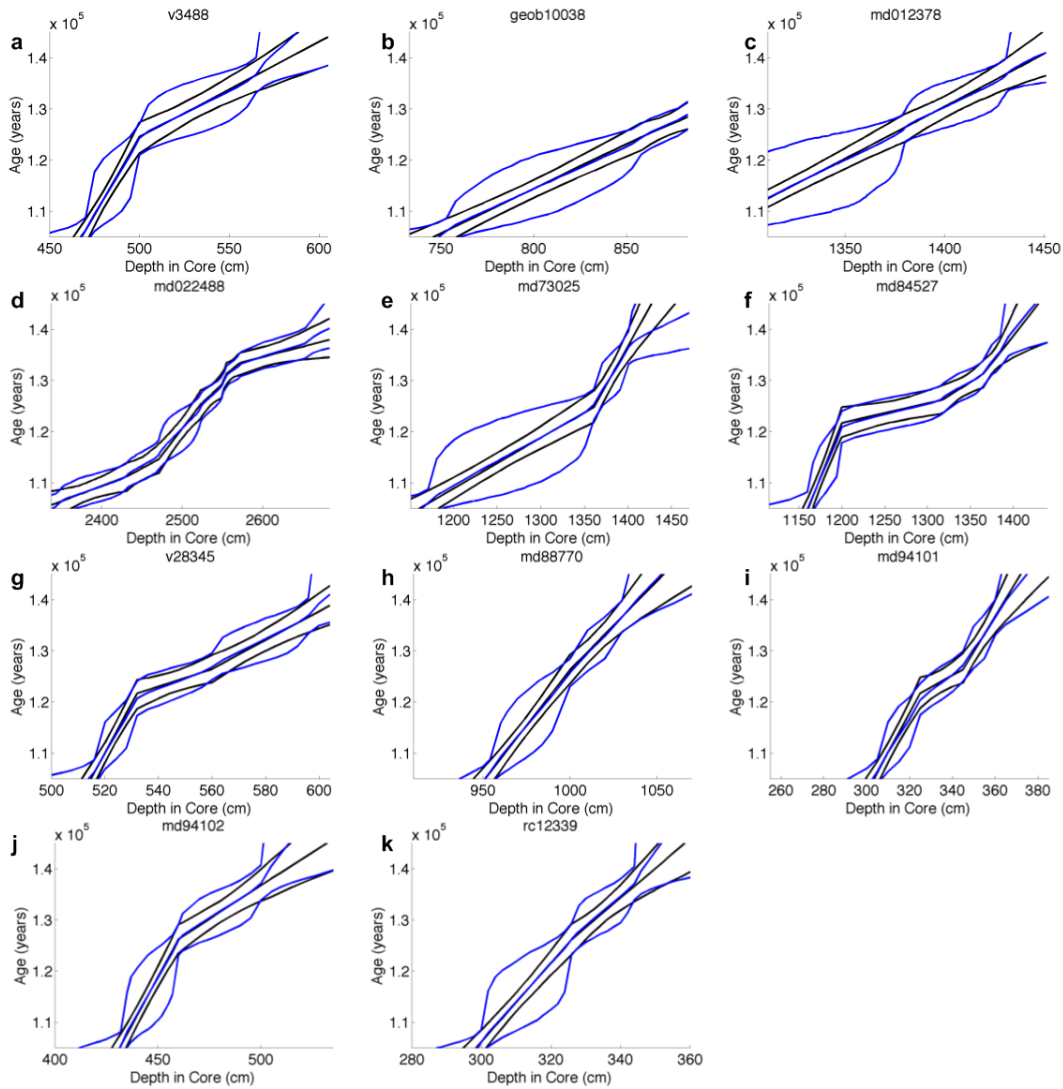 v3488
a
x 10^5
1.4
1.3
1.2
1.1
Age (years)
450 500 550 600
Depth in Core (cm)
geob10038
b
x 10^5
1.4
1.3
1.2
1.1
Age (years)
750 800 850
Depth in Core (cm)
md012378
c
x 10^5
1.4
1.3
1.2
1.1
Age (years)
1350 1400 1450
Depth in Core (cm)
md022488
d
x 10^5
1.4
1.3
1.2
1.1
Age (years)
2400 2500 2600
Depth in Core (cm)
md73025
e
x 10^5
1.4
1.3
1.2
1.1
Age (years)
1200 1250 1300 1350 1400 1450
Depth in Core (cm)
md84527
f
x 10^5
1.4
1.3
1.2
1.1
Age (years)
1150 1200 1250 1300 1350 1400
Depth in Core (cm)
v28345
g
x 10^5
1.4
1.3
1.2
1.1
Age (years)
500 520 540 560 580 600
Depth in Core (cm)
md88770
h
x 10^5
1.4
1.3
1.2
1.1
Age (years)
950 1000 1050
Depth in Core (cm)
md94101
i
x 10^5
1.4
1.3
1.2
1.1
Age (years)
260 280 300 320 340 360 380
Depth in Core (cm)
md94102
j
x 10^5
1.4
1.3
1.2
1.1
Age (years)
400 450 500
Depth in Core (cm)
rc12339
k
x 10^5
1.4
1.3
1.2
1.1
Age (years)
280 300 320 340 360
Depth in Core (cm)